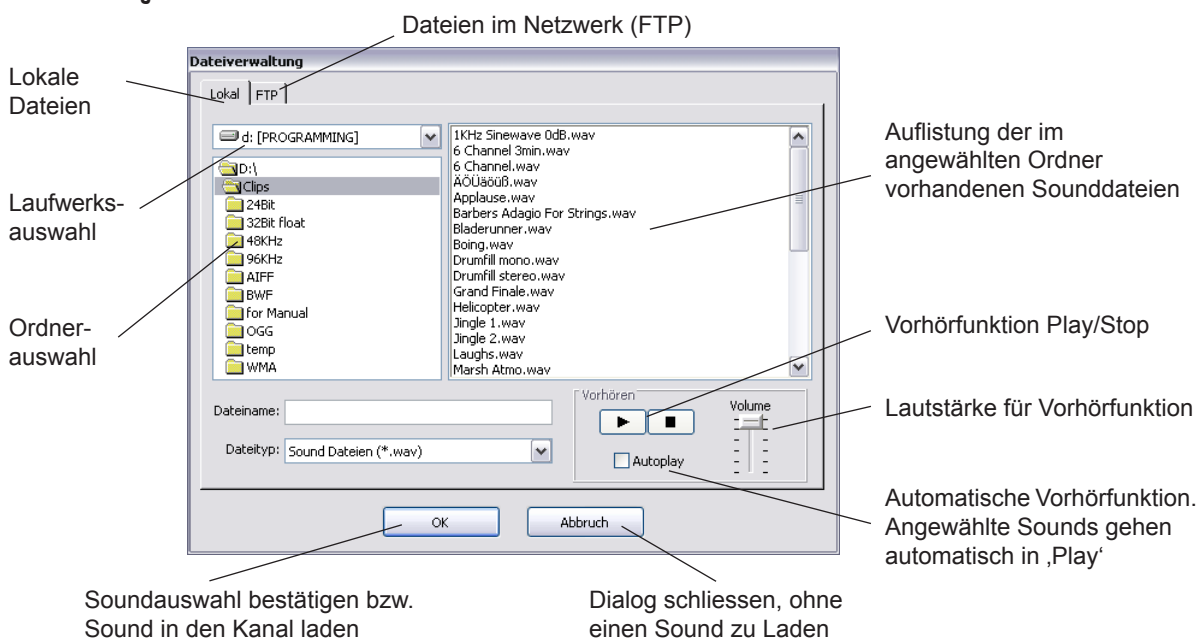 Dateien im Netzwerk (FTP)
Lokale
Dateien
Laufwerks-
auswahl
Ordner-
auswahl
Dateiverwaltung
Lokal
FTP
d: [PROGRAMMING]
D:\
Clips
24Bit
32Bit float
48KHz
96KHz
AIFF
BWF
for Manual
OGG
temp
WMA
1KHz Sinewave 0dB.wav
6 Channel 3min.wav
6 Channel.wav
ÄÖÜäöüß.wav
Applause.wav
Barbers Adagio For Strings.wav
Bladerunner.wav
Boing.wav
Drumfill mono.wav
Drumfill stereo.wav
Grand Finale.wav
Helicopter.wav
Jingle 1.wav
Jingle 2.wav
Laughs.wav
Marsh Atmo.wav
Dateiname:
Dateityp: Sound Dateien (*.wav)
Vorhören
Volume
Autoplay
OK
Abbruch
Auflistung der im
angewählten Ordner
vorhandenen Sounddateien
Vorhörfunktion Play/Stop
Lautstärke für Vorhörfunktion
Automatische Vorhörfunktion.
Angewählte Sounds gehen
automatisch in ‚Play‘
Soundauswahl bestätigen bzw.
Sound in den Kanal laden
Dialog schliessen, ohne
einen Sound zu Laden